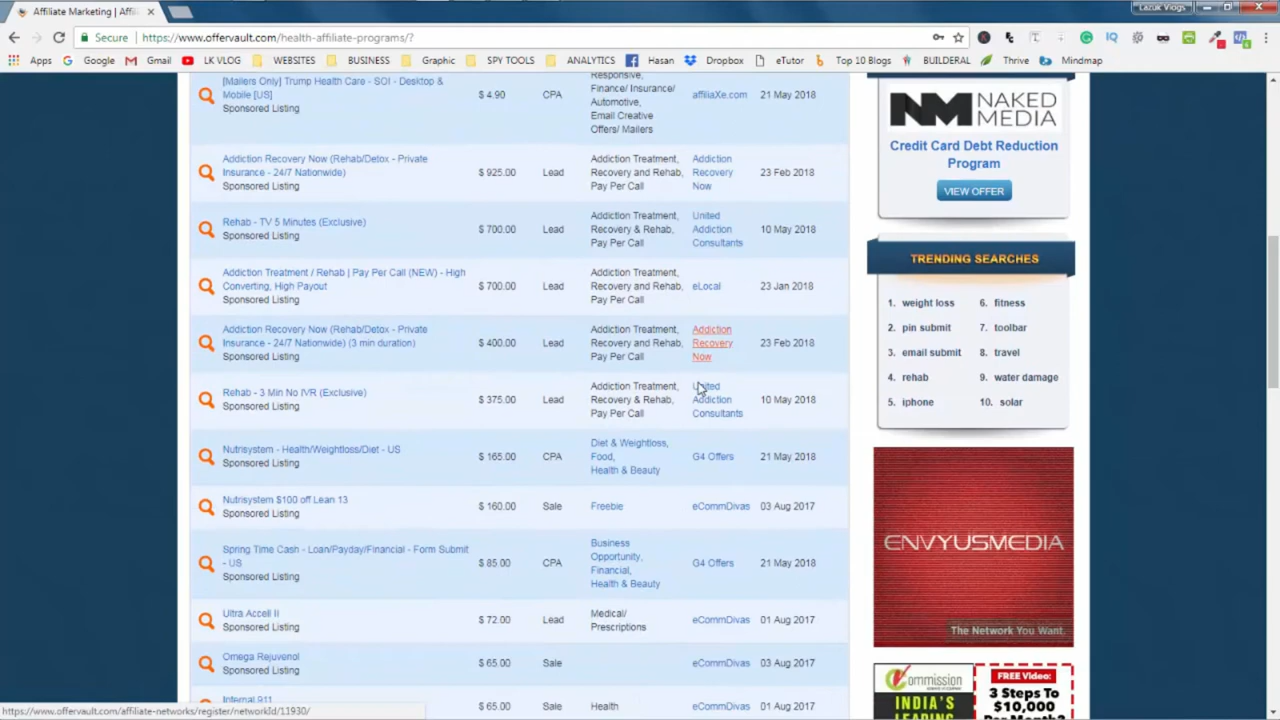 Affiliate Marketing | Affil
Lazuk Vlogs
Secure
https://www.offervault.com/health-affiliate-programs/?
Apps
Google
Gmail
LK VLOG
WEBSITES
BUSINESS
Graphic
SPY TOOLS
ANALYTICS
Hasan
Dropbox
eTutor
Top 10 Blogs
Thrive
BUILDERALL
Mindmap
[Mailers Only] Trump Health Care - SOI - Desktop &
Mobile [US]
Sponsored Listing
$ 4.90
CPA
Responsive,
Finance/ Insurance/
Automotive,
Email Creative
Offers/ Mailers
affiliaXe.com
21 May 2018
Addiction Recovery Now (Rehab/Detox - Private
Insurance - 24/7 Nationwide)
Sponsored Listing
$ 925.00
Lead
Addiction Treatment,
Recovery and Rehab,
Pay Per Call
Addiction
Recovery
Now
23 Feb 2018
Rehab - TV 5 Minutes (Exclusive)
Sponsored Listing
$ 700.00
Lead
Addiction Treatment,
Recovery & Rehab,
Pay Per Call
United
Addiction
Consultants
10 May 2018
Addiction Treatment / Rehab | Pay Per Call (NEW) - High
Converting, High Payout
Sponsored Listing
$ 700.00
Lead
Addiction Treatment,
Recovery and Rehab,
Pay Per Call
eLocal
23 Jan 2018
Addiction Recovery Now (Rehab/Detox - Private
Insurance - 24/7 Nationwide) (3 min duration)
Sponsored Listing
$ 400.00
Lead
Addiction Treatment,
Recovery and Rehab,
Pay Per Call
Addiction
Recovery
Now
23 Feb 2018
Rehab - 3 Min No IVR (Exclusive)
Sponsored Listing
$ 375.00
Lead
Addiction Treatment,
Recovery & Rehab,
Pay Per Call
United
Addiction
Consultants
10 May 2018
Nutrisystem - Health/Weightloss/Diet - US
Sponsored Listing
$ 165.00
CPA
Diet & Weightloss,
Food,
Health & Beauty
G4 Offers
21 May 2018
Nutrisystem $100 off Lean 13
Sponsored Listing
$ 160.00
Sale
Freebie
eCommDivas
03 Aug 2017
Spring Time Cash - Loan/Payday/Financial - Form Submit
- US
Sponsored Listing
$ 85.00
CPA
Business
Opportunity,
Financial,
Health & Beauty
G4 Offers
21 May 2018
Ultra Accell II
Sponsored Listing
$ 72.00
Lead
Medical/
Prescriptions
eCommDivas
01 Aug 2017
Omega Rejuvenol
Sponsored Listing
$ 65.00
Sale
eCommDivas
03 Aug 2017
Internal 911
$ 65.00
Sale
Health
eCommDivas
01 Aug 2017
https://www.offervault.com/affiliate-networks/register/networkId/11930/
NM NAKED
MEDIA
Credit Card Debt Reduction
Program
VIEW OFFER
TRENDING SEARCHES
1. weight loss
2. pin submit
3. email submit
4. rehab
5. iphone
6. fitness
7. toolbar
8. travel
9. water damage
10. solar
ENVYUSMEDIA
The Network You Want.
Commission
INDIA'S
LEADING
FREE Video:
3 Steps To
$10,000
Per Month?